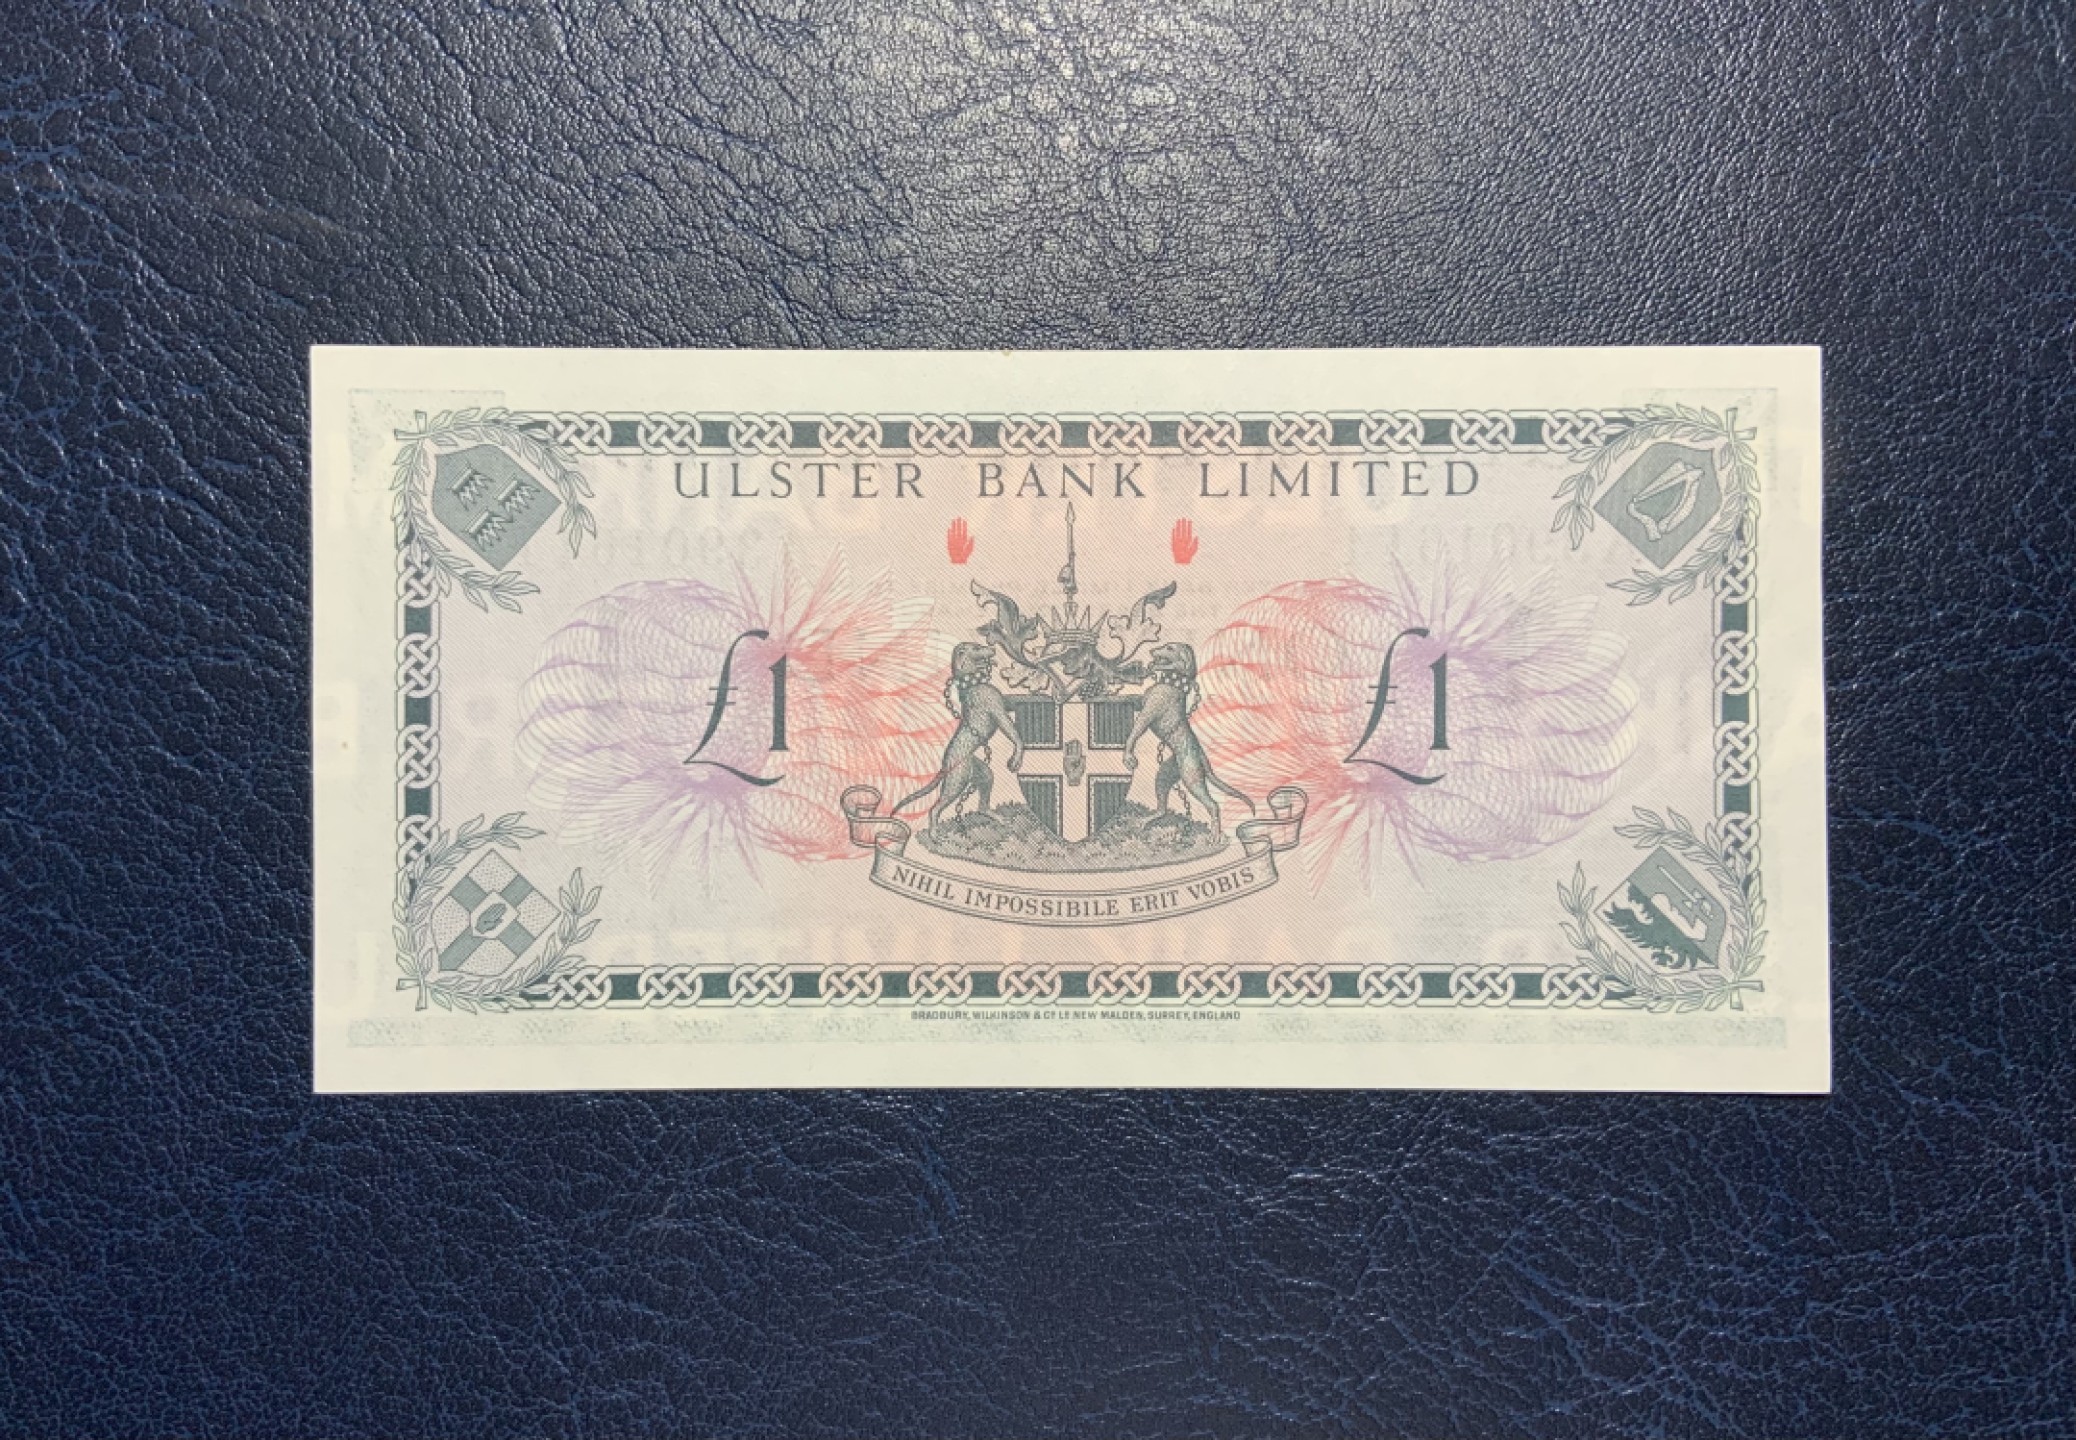 ULSTER BANK LIMITED
£1 £1
NIHIL IMPOSSIBILE ERIT VOBIS
BRADBURY, WILKINSON & Cº Lᴰ NEW MALDEN, SURREY, ENGLAND